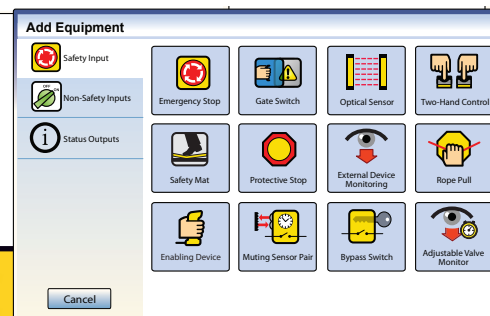 Add Equipment
Safety Input
OFF
ON
Non-Safety Inputs
i
Status Outputs
Emergency Stop
Gate Switch
Optical Sensor
Two-Hand Control
Safety Mat
Protective Stop
External Device
Monitoring
Rope Pull
Enabling Device
Muting Sensor Pair
Bypass Switch
Adjustable Valve
Monitor
Cancel